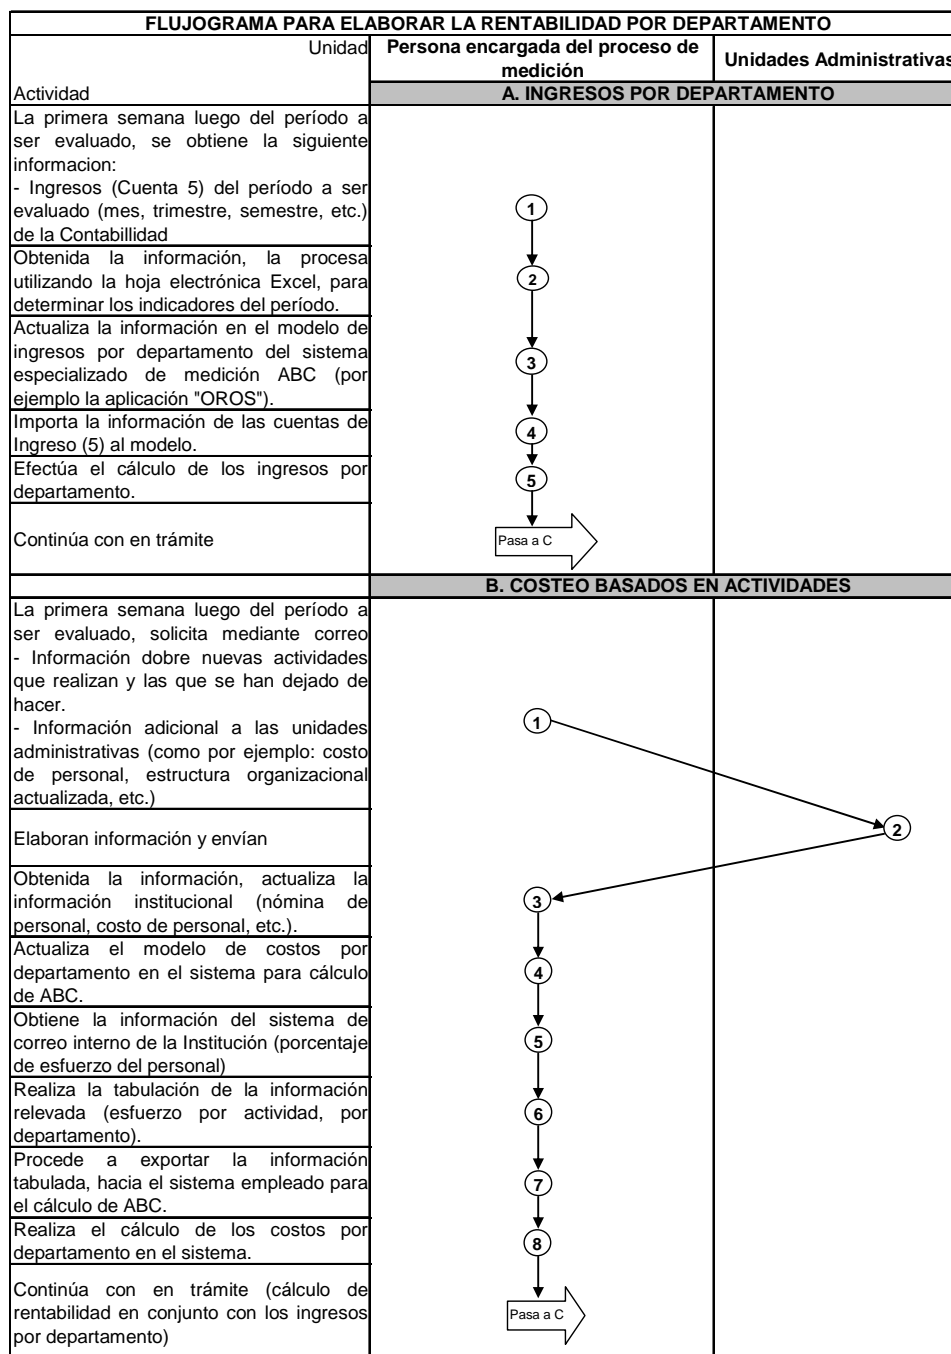 FLUJOGRAMA PARA ELABORAR LA RENTABILIDAD POR DEPARTAMENTO
Unidad
Persona encargada del proceso de
medición
Unidades Administrativas
Actividad
A. INGRESOS POR DEPARTAMENTO
La primera semana luego del período a
ser evaluado, se obtiene la siguiente
informacion:
- Ingresos (Cuenta 5) del período a ser
evaluado (mes, trimestre, semestre, etc.)
de la Contabillidad
1
Obtenida la información, la procesa
utilizando la hoja electrónica Excel, para
determinar los indicadores del período.
2
Actualiza la información en el modelo de
ingresos por departamento del sistema
especializado de medición ABC (por
ejemplo la aplicación "OROS").
3
Importa la información de las cuentas de
Ingreso (5) al modelo.
4
Efectúa el cálculo de los ingresos por
departamento.
5
Continúa con en trámite
Pasa a C
B. COSTEO BASADOS EN ACTIVIDADES
La primera semana luego del período a
ser evaluado, solicita mediante correo
- Información dobre nuevas actividades
que realizan y las que se han dejado de
hacer.
- Información adicional a las unidades
administrativas (como por ejemplo: costo
de personal, estructura organizacional
actualizada, etc.)
1
Elaboran información y envían
2
Obtenida la información, actualiza la
información institucional (nómina de
personal, costo de personal, etc.).
3
Actualiza el modelo de costos por
departamento en el sistema para cálculo
de ABC.
4
Obtiene la información del sistema de
correo interno de la Institución (porcentaje
de esfuerzo del personal)
5
Realiza la tabulación de la información
relevada (esfuerzo por actividad, por
departamento).
6
Procede a exportar la información
tabulada, hacia el sistema empleado para
el cálculo de ABC.
7
Realiza el cálculo de los costos por
departamento en el sistema.
8
Continúa con en trámite (cálculo de
rentabilidad en conjunto con los ingresos
por departamento)
Pasa a C